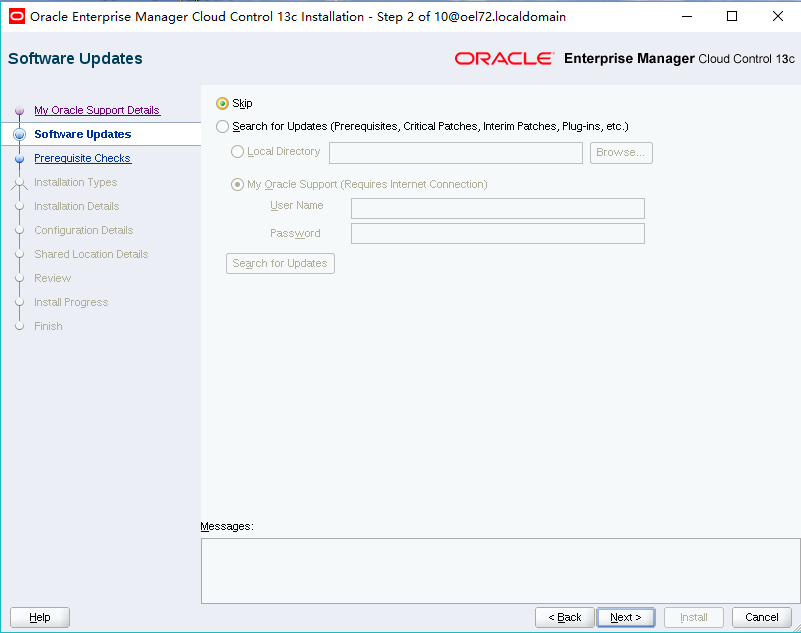 Oracle Enterprise Manager Cloud Control 13c Installation - Step 2 of 10@oel72.localdomain
Software Updates
ORACLE Enterprise Manager Cloud Control 13c
My Oracle Support Details
Software Updates
Prerequisite Checks
Installation Types
Installation Details
Configuration Details
Shared Location Details
Review
Install Progress
Finish
Skip
Search for Updates (Prerequisites, Critical Patches, Interim Patches, Plug-ins, etc.)
Local Directory
Browse...
My Oracle Support (Requires Internet Connection)
User Name
Password
Search for Updates
Messages:
Help
< Back
Next >
Install
Cancel